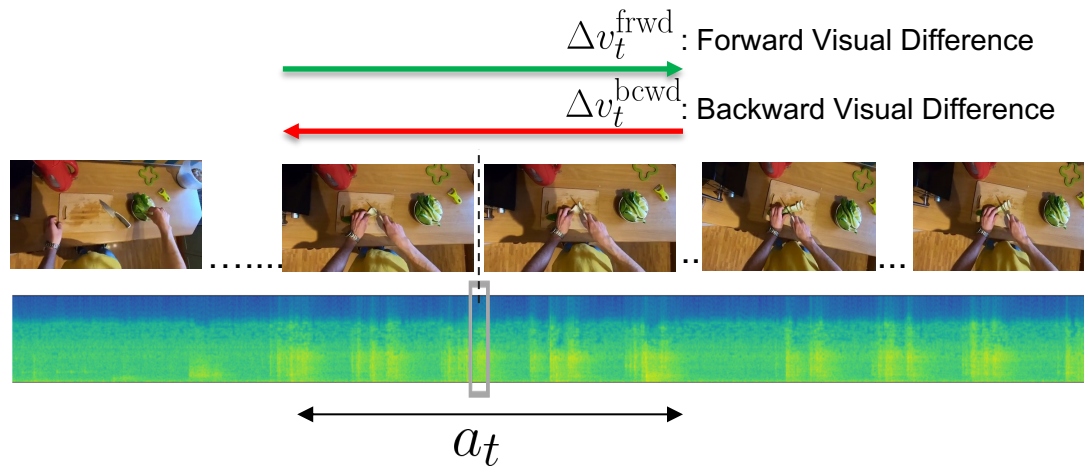 Δv_t^frwd : Forward Visual Difference
Δv_t^bcwd : Backward Visual Difference
a_t